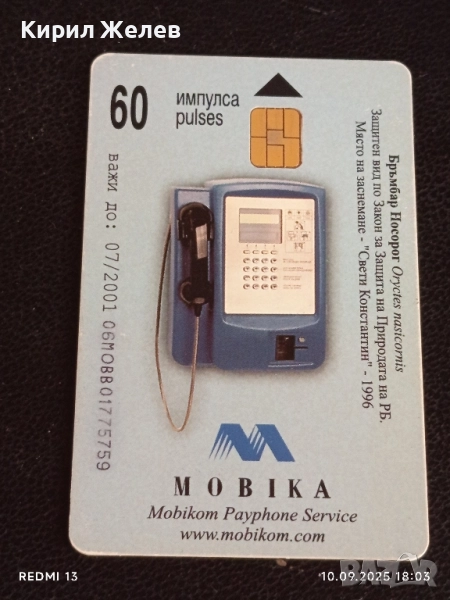 Кирил Желев
60
импулса
pulses
важи до: 07/2001 06MOBB01775759
Бръмбар Носорог Oryctes nasicornis
Защитен вид по Закон за Защита на Природата на РБ.
Място на заснемане - "Свети Константин" - 1996
MOBIKA
Mobikom Payphone Service
www.mobikom.com
BAZAR
REDMI 13
10.09.2025 18:03